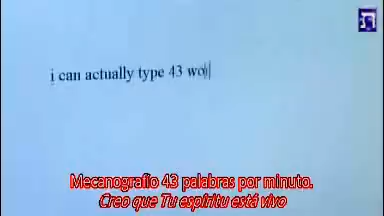 i can actually type 43 wo
Mecanografío 43 palabras por minuto.
Creo que Tu espíritu está vivo